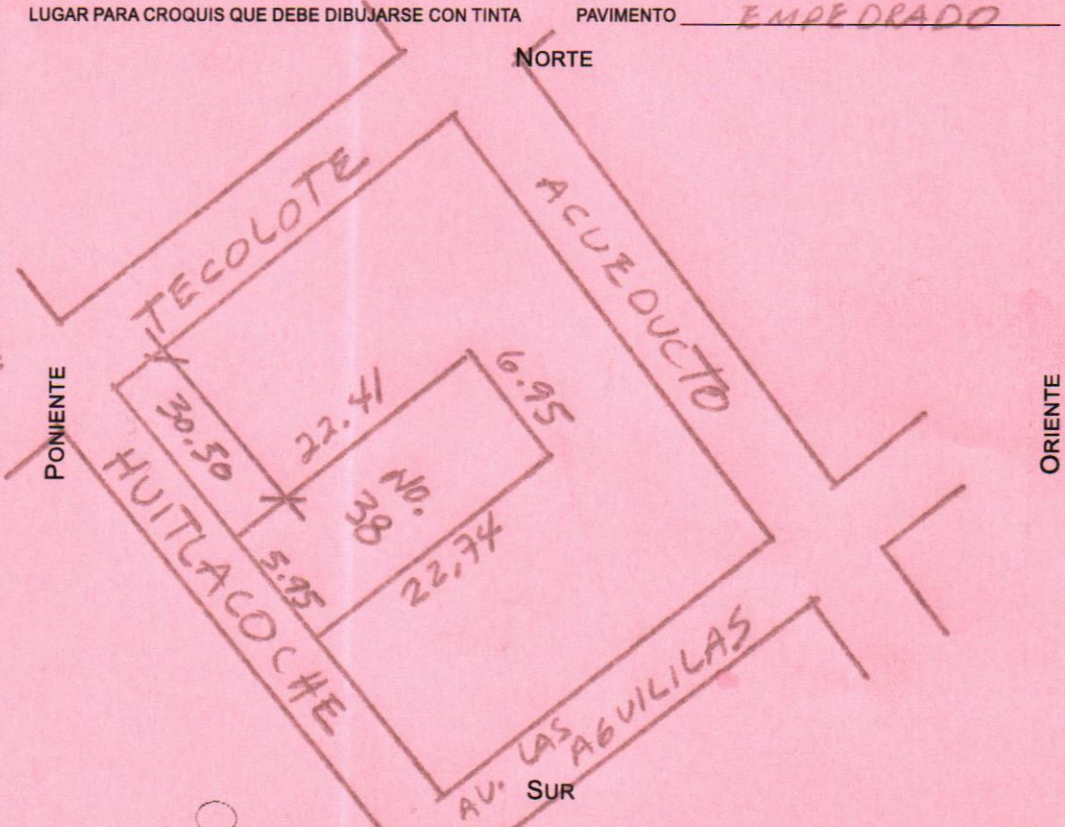 LUGAR PARA CROQUIS QUE DEBE DIBUJARSE CON TINTA PAVIMENTO EMPEDRADO
NORTE
TECOLOTE
ACUEDUCTO
PONIENTE
ORIENTE
30.50
22.41
6.95
NO.
38
5.95
22,74
HUITLACOCHE
AV. LAS AGUILILAS
SUR